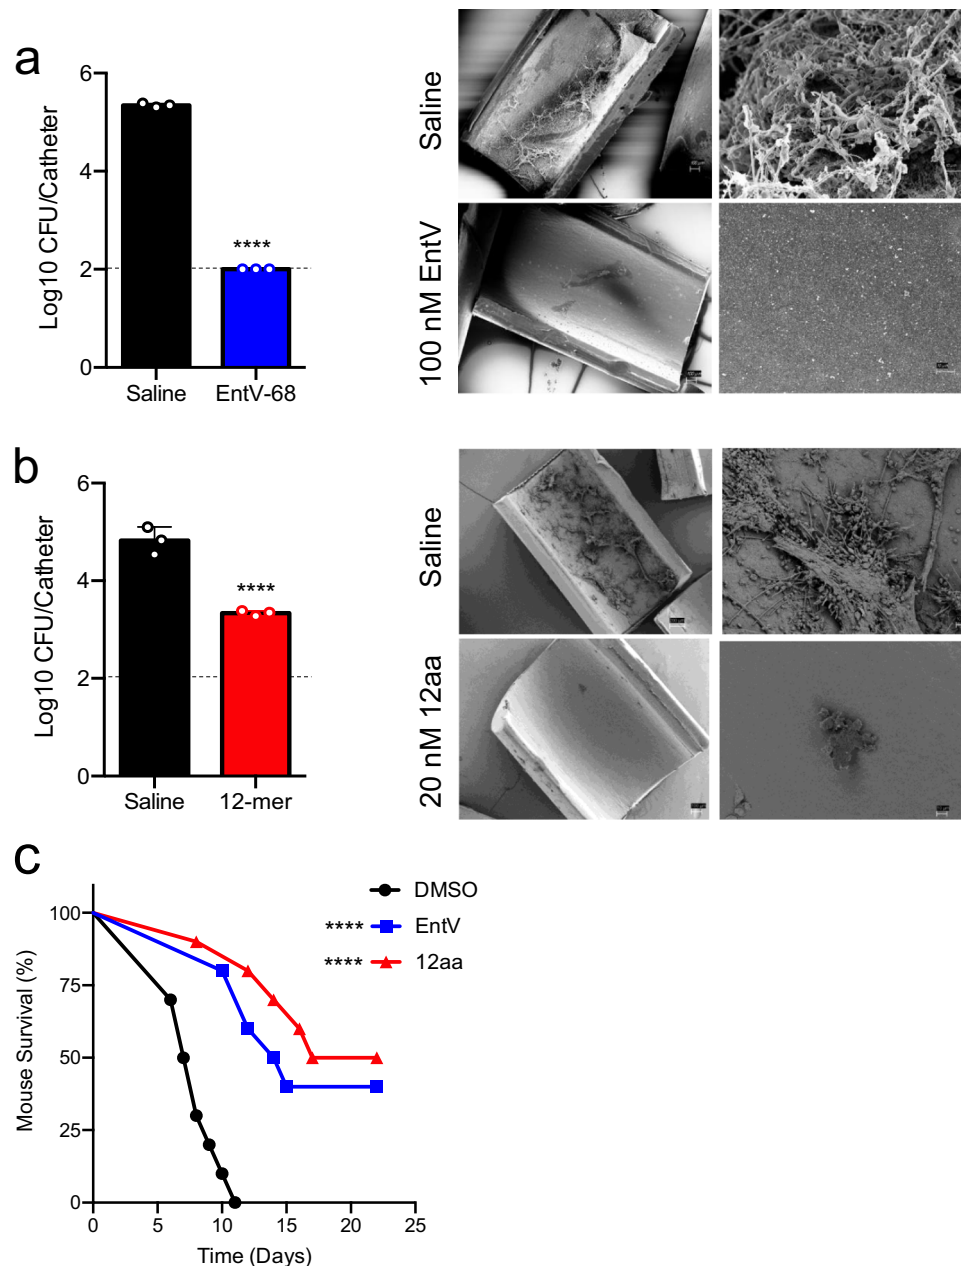 a
Log10 CFU/Catheter
6
4
2
0
****
Saline
EntV-68
Saline
100 nM EntV
b
Log10 CFU/Catheter
6
4
2
0
****
Saline
12-mer
Saline
20 nM 12aa
c
DMSO
**** EntV
**** 12aa
Mouse Survival (%)
100
75
50
25
0
0 5 10 15 20 25
Time (Days)